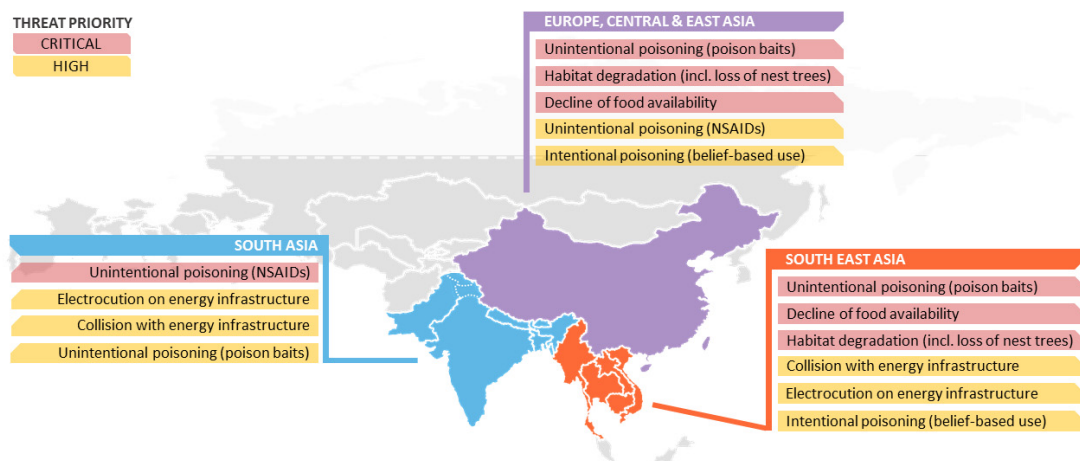 THREAT PRIORITY
CRITICAL
HIGH
EUROPE, CENTRAL & EAST ASIA
Unintentional poisoning (poison baits)
Habitat degradation (incl. loss of nest trees)
Decline of food availability
Unintentional poisoning (NSAIDs)
Intentional poisoning (belief-based use)
SOUTH ASIA
Unintentional poisoning (NSAIDs)
Electrocution on energy infrastructure
Collision with energy infrastructure
Unintentional poisoning (poison baits)
SOUTH EAST ASIA
Unintentional poisoning (poison baits)
Decline of food availability
Habitat degradation (incl. loss of nest trees)
Collision with energy infrastructure
Electrocution on energy infrastructure
Intentional poisoning (belief-based use)